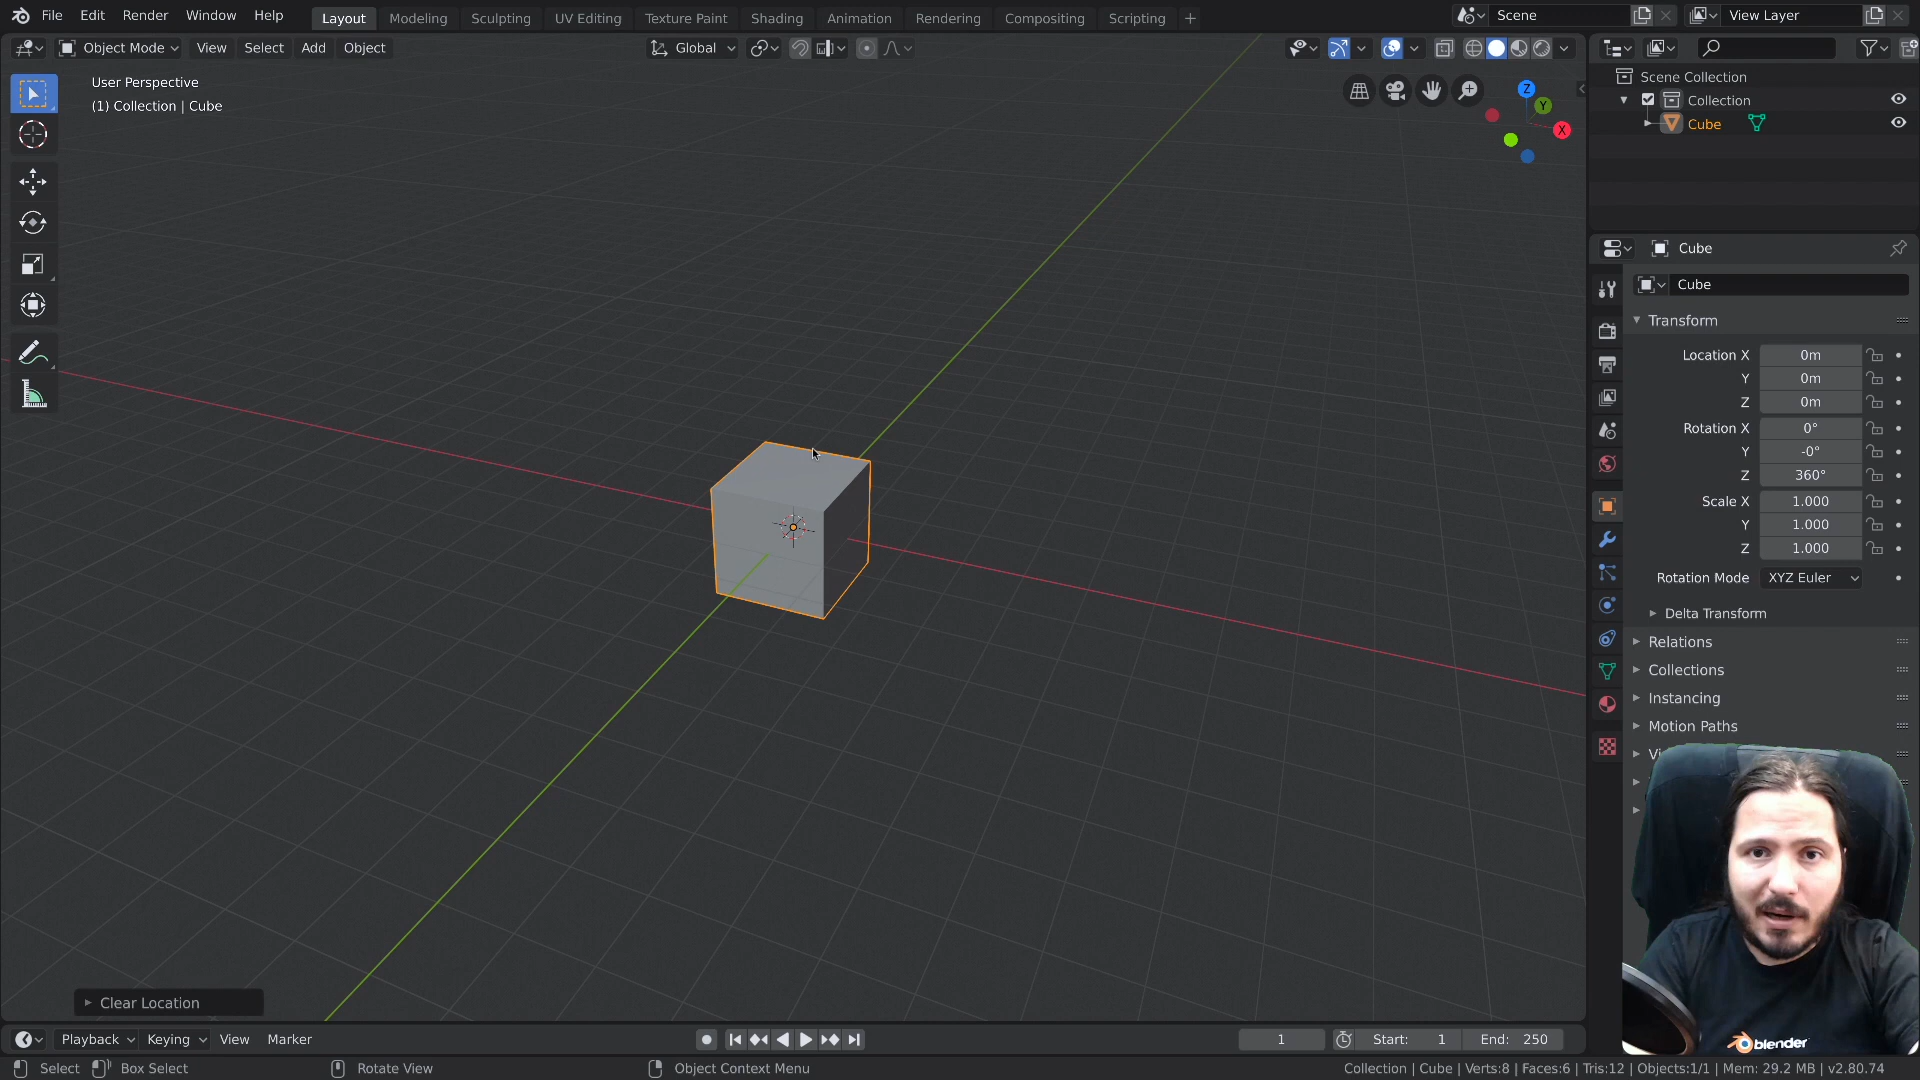 File Edit Render Window Help Layout Modeling Sculpting UV Editing Texture Paint Shading Animation Rendering Compositing Scripting + Scene View Layer
Object Mode View Select Add Object Global
User Perspective
(1) Collection | Cube
Z
Y
X
Scene Collection
Collection
Cube
Cube
Cube
Transform
Location X 0m
Y 0m
Z 0m
Rotation X 0°
Y -0°
Z 360°
Scale X 1.000
Y 1.000
Z 1.000
Rotation Mode XYZ Euler
Delta Transform
Relations
Collections
Instancing
Motion Paths
blender
Clear Location
Playback Keying View Marker 1 Start: 1 End: 250
Select Box Select Rotate View Object Context Menu Collection | Cube | Verts:8 | Faces:6 | Tris:12 | Objects:1/1 | Mem: 29.2 MB | v2.80.74